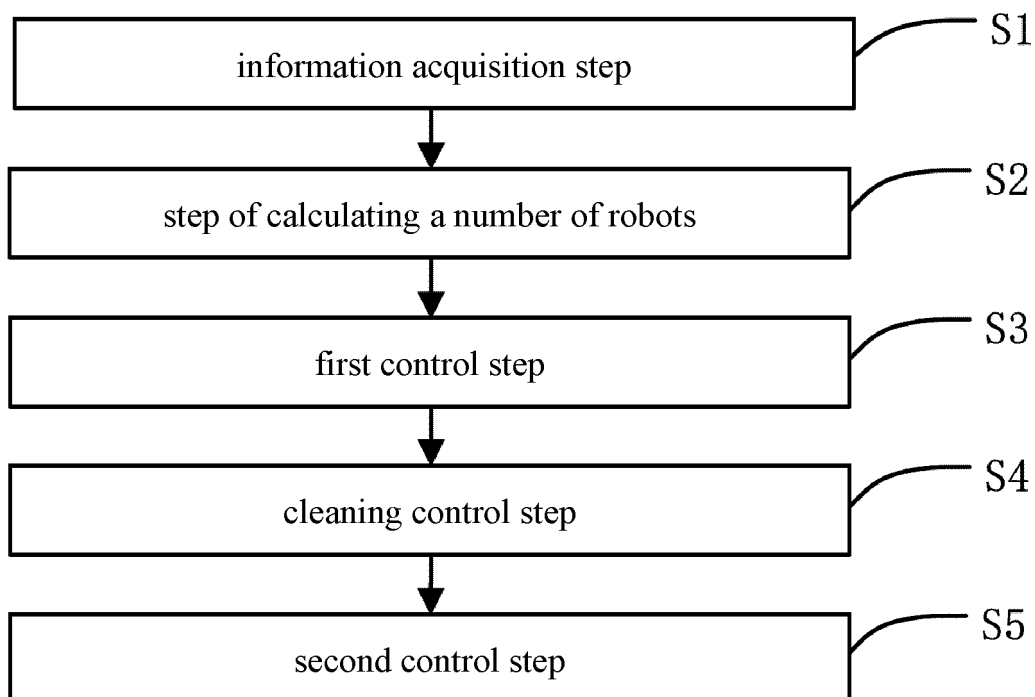 S1
information acquisition step
S2
step of calculating a number of robots
S3
first control step
S4
cleaning control step
S5
second control step